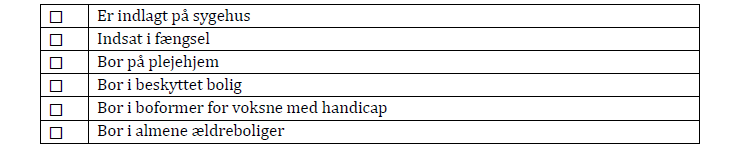 ☐ Er indlagt på sygehus
☐ Indsat i fængsel
☐ Bor på plejehjem
☐ Bor i beskyttet bolig
☐ Bor i boformer for voksne med handicap
☐ Bor i almene ældreboliger